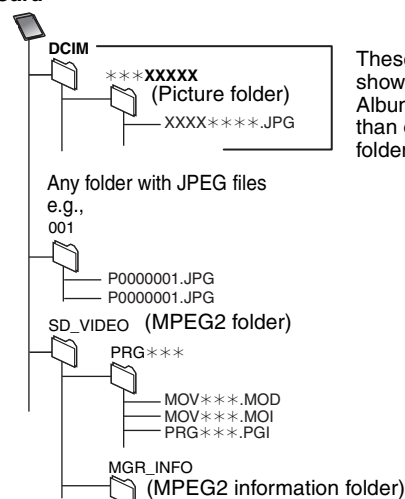 DCIM
∗∗∗XXXXX
(Picture folder)
XXXX∗∗∗∗.JPG
These
show
Album
than
folder
Any folder with JPEG files
e.g.,
001
P0000001.JPG
P0000001.JPG
SD_VIDEO (MPEG2 folder)
PRG∗∗∗
MOV∗∗∗.MOD
MOV∗∗∗.MOI
PRG∗∗∗.PGI
MGR_INFO
(MPEG2 information folder)